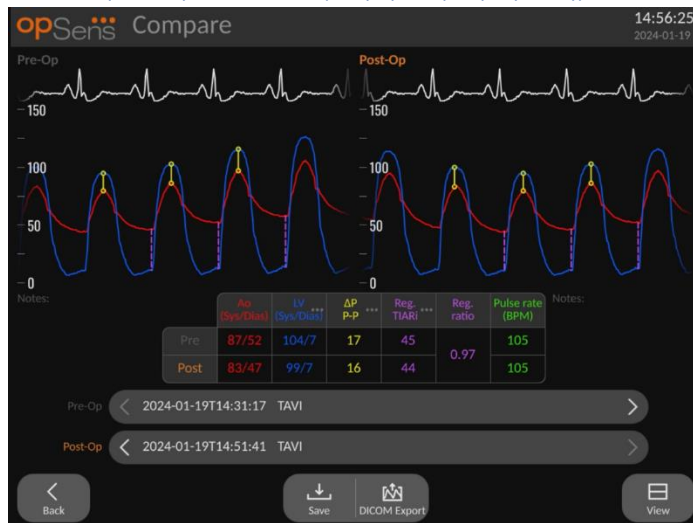 opSens Compare 14:56:25
2024-01-19
Pre-Op Post-Op
150 150
100 100
50 50
0 0
Notes: Notes:
Ao (Sys/Dias) LV (Sys/Dias) ΔP P-P Reg. TIARi Reg. ratio Pulse rate (BPM)
Pre 87/52 104/7 17 45 0.97 105
Post 83/47 99/7 16 44 105
Pre-Op 2024-01-19T14:31:17 TAVI
Post-Op 2024-01-19T14:51:41 TAVI
Back Save DICOM Export View